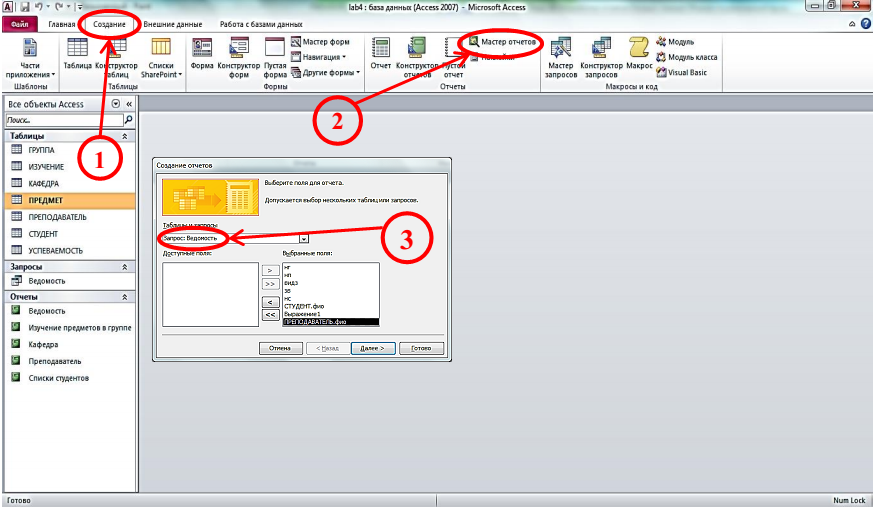 lab4 : база данных (Access 2007) - Microsoft Access
Файл Главная Создание Внешние данные Работа с базами данных
Части приложения
Шаблоны
Таблица Конструктор таблиц Списки SharePoint
Таблицы
Форма Конструктор форм Пустая форма Мастер форм Навигация Другие формы
Формы
Отчет Конструктор отчетов Пустой отчет Мастер отчетов
Отчеты
Мастер запросов Конструктор запросов Макрос Модуль Модуль класса Visual Basic
Макросы и код
Все объекты Access
Поиск...
Таблицы
ГРУППА
ИЗУЧЕНИЕ
КАФЕДРА
ПРЕДМЕТ
ПРЕПОДАВАТЕЛЬ
СТУДЕНТ
УСПЕВАЕМОСТЬ
Запросы
Ведомость
Отчеты
Ведомость
Изучение предметов в группе
Кафедра
Преподаватель
Списки студентов
1
2
3
Создание отчетов
Выберите поля для отчета.
Допускается выбор нескольких таблиц или запросов.
Таблицы и запросы
Запрос: Ведомость
Доступные поля:
Выбранные поля:
>
>>
<
<<
нг
нп
видз
зв
нс
СТУДЕНТ.фио
Выражение1
ПРЕПОДАВАТЕЛЬ.фио
Отмена < Назад Далее > Готово
Готово
Num Lock